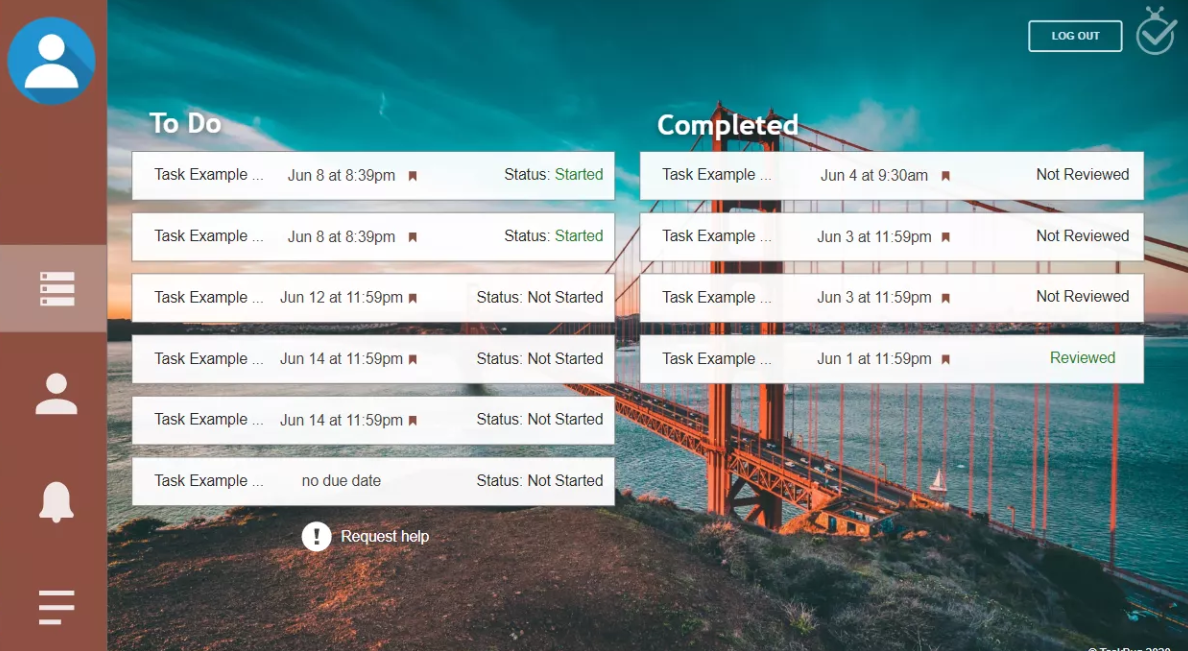 LOG OUT
To Do
Task Example ... Jun 8 at 8:39pm Status: Started
Task Example ... Jun 8 at 8:39pm Status: Started
Task Example ... Jun 12 at 11:59pm Status: Not Started
Task Example ... Jun 14 at 11:59pm Status: Not Started
Task Example ... Jun 14 at 11:59pm Status: Not Started
Task Example ... no due date Status: Not Started
! Request help
Completed
Task Example ... Jun 4 at 9:30am Not Reviewed
Task Example ... Jun 3 at 11:59pm Not Reviewed
Task Example ... Jun 3 at 11:59pm Not Reviewed
Task Example ... Jun 1 at 11:59pm Reviewed